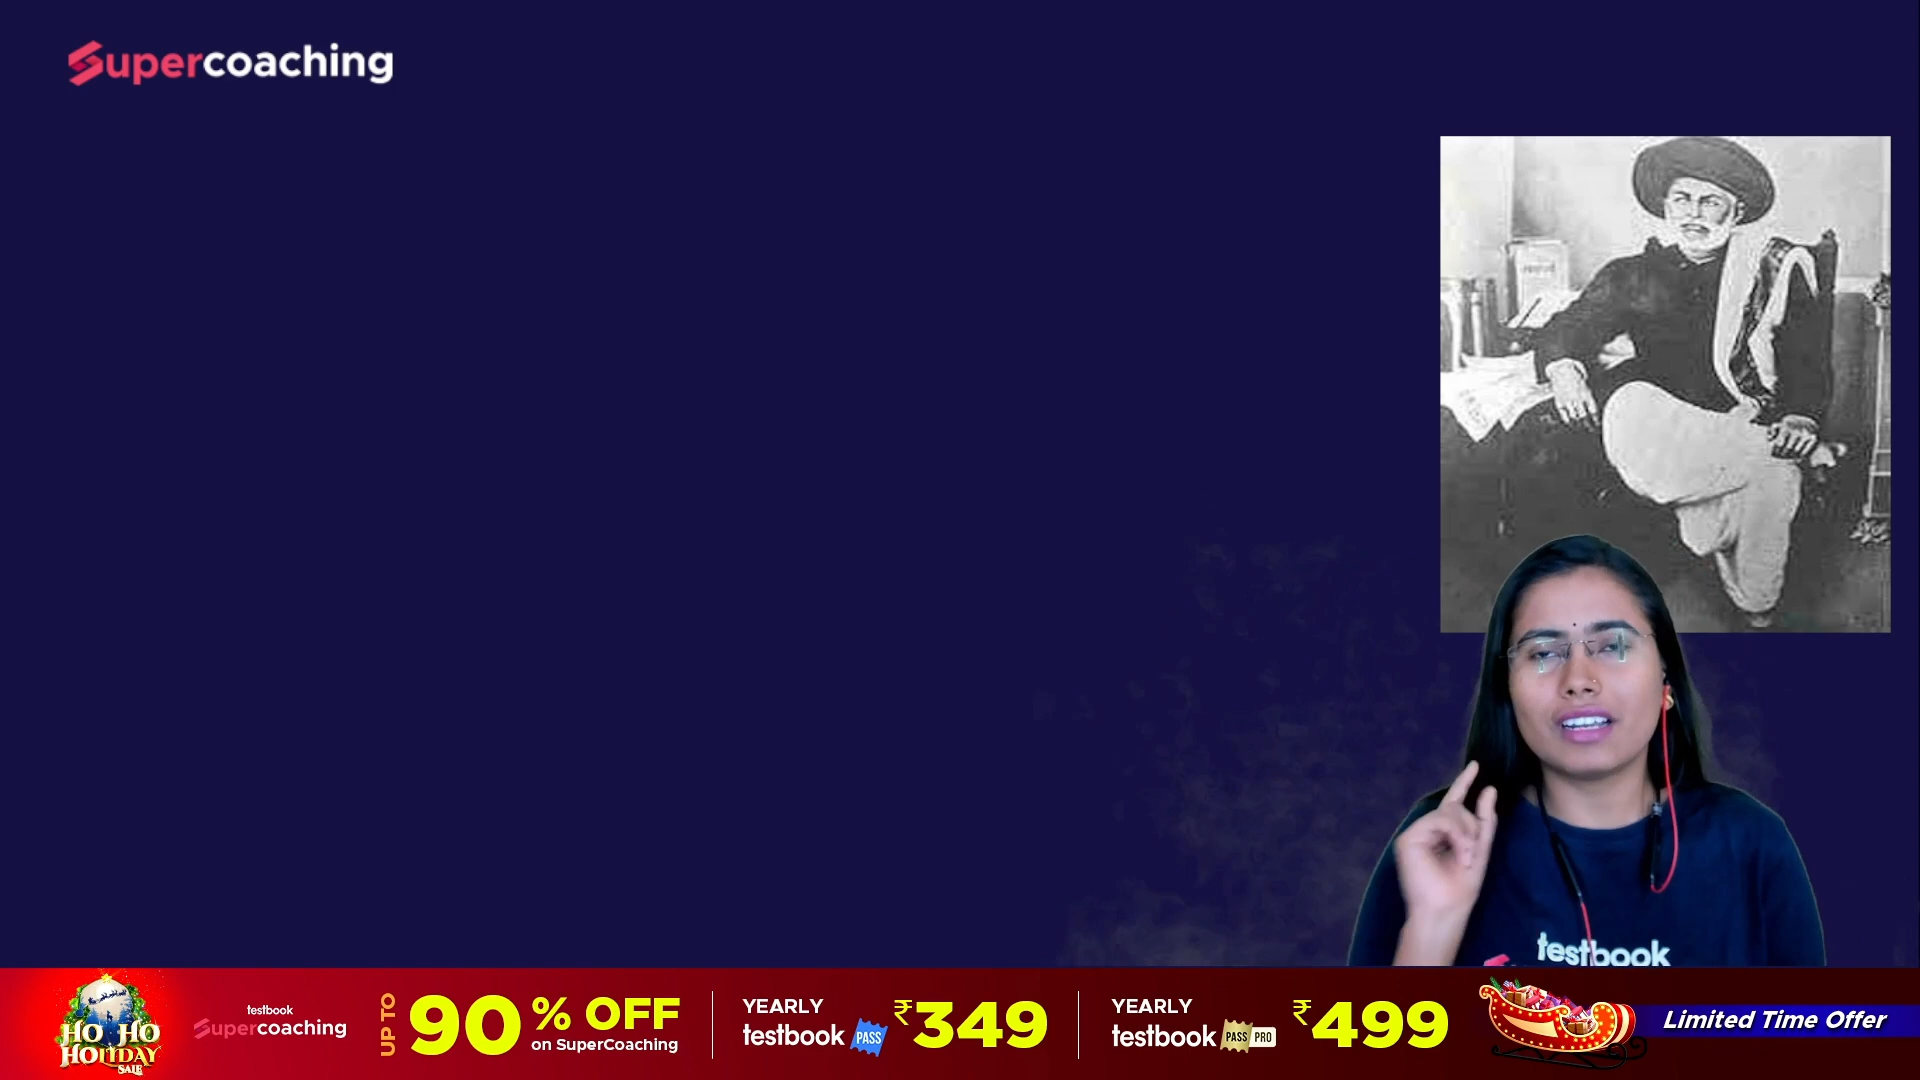 Supercoaching
testbook
HO HO
HOLIDAY
SALE
testbook
Supercoaching
UP TO
90% OFF
on SuperCoaching
YEARLY
testbook PASS
₹349
YEARLY
testbook PASS PRO
₹499
Limited Time Offer